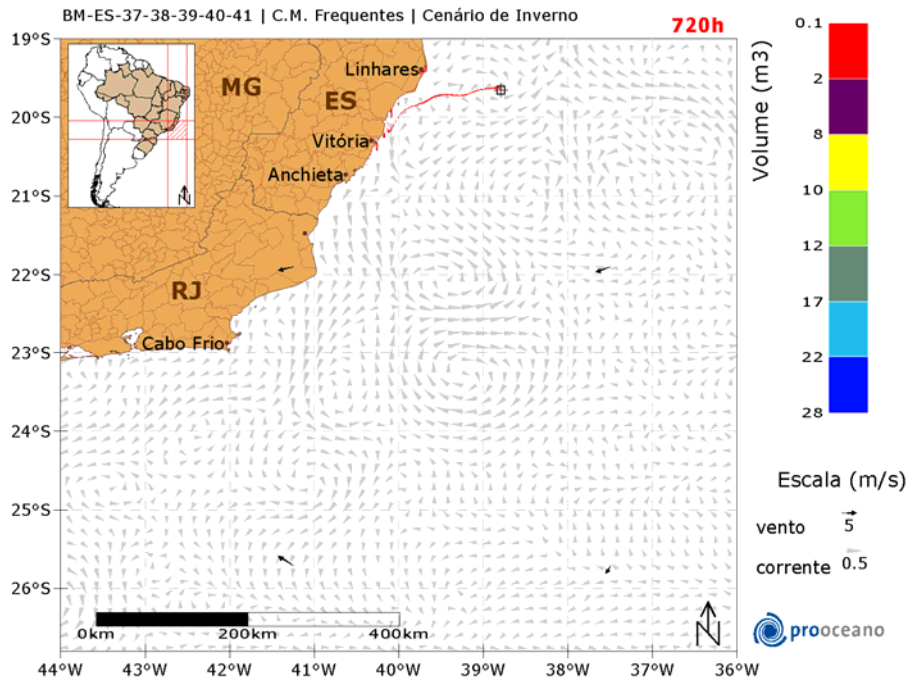 BM-ES-37-38-39-40-41 | C.M. Frequentes | Cenário de Inverno
720h
19°S
20°S
21°S
22°S
23°S
24°S
25°S
26°S
MG
ES
RJ
Linhares
Vitória
Anchieta
Cabo Frio
N
0km
200km
400km
N
44°W
43°W
42°W
41°W
40°W
39°W
38°W
37°W
36°W
Volume (m3)
0.1
2
8
10
12
17
22
28
Escala (m/s)
vento
5
corrente
0.5
prooceano